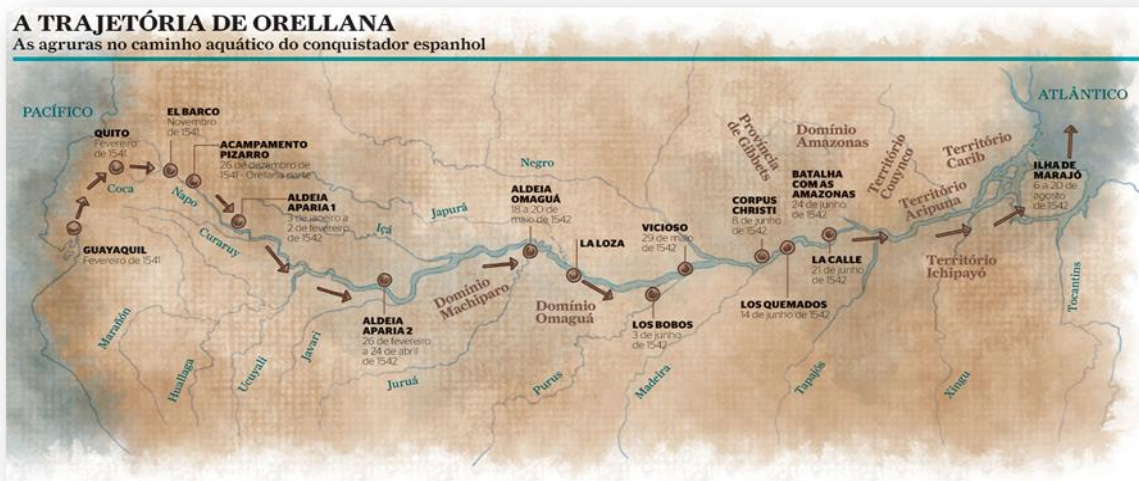 A TRAJETÓRIA DE ORELLANA
As agruras no caminho aquático do conquistador espanhol
PACÍFICO
ATLÂNTICO
QUITO
Fevereiro
de 1541
EL BARCO
Novembro
de 1541
ACAMPAMENTO
PIZARRO
26 de dezembro de
1541 - Orellana parte
Coca
Napo
GUAYAQUIL
Fevereiro de 1541
ALDEIA
APARIA 1
3 de janeiro a
2 de fevereiro
de 1542
Curaruy
Içá
Japurá
Negro
ALDEIA
OMAGUÁ
18 a 20 de
maio de 1542
LA LOZA
VICIOSO
29 de maio
de 1542
Província
de Gibbets
Domínio
Amazonas
CORPUS
CHRISTI
8 de junho
de 1542
BATALHA
COM AS
AMAZONAS
24 de junho
de 1542
Território
Couynco
Território
Carib
Território
Aripuna
ILHA DE
MARAJÓ
6 a 20 de
agosto
de 1542
LA CALLE
21 de junho
de 1542
Território
Ichipayó
Domínio
Machiparo
Domínio
Omaguá
LOS BOBOS
3 de junho
de 1542
LOS QUEMADOS
14 de junho de 1542
ALDEIA
APARIA 2
26 de fevereiro
a 24 de abril
de 1542
Marañón
Huallaga
Ucuyali
Javari
Juruá
Purus
Madeira
Tapajós
Xingu
Tocantins